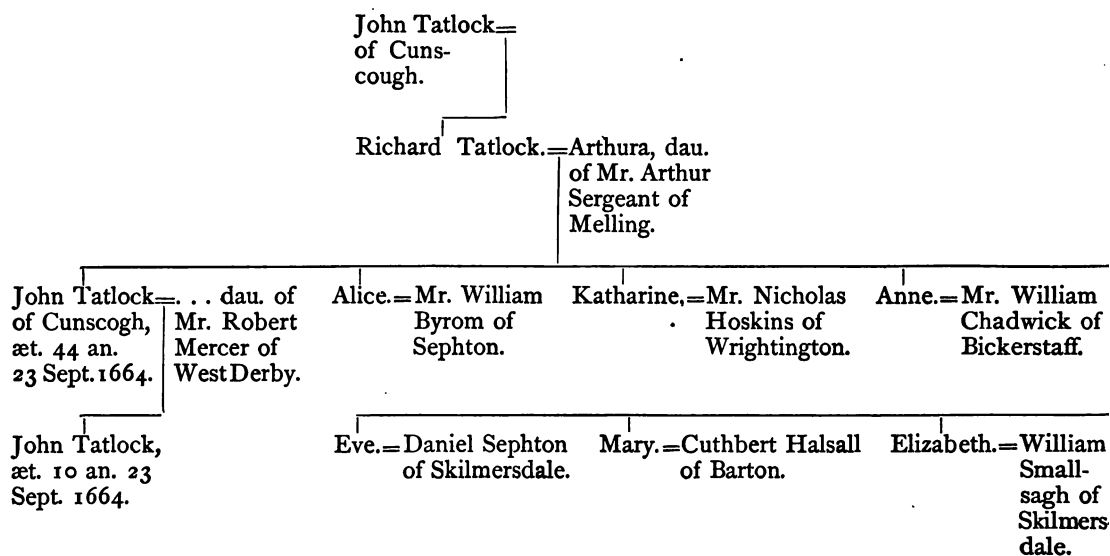 John Tatlock=
of Cuns-
cough.
Richard Tatlock.=Arthura, dau.
of Mr. Arthur
Sergeant of
Melling.
John Tatlock=. . . dau. of
of Cunscogh, Mr. Robert
æt. 44 an. Mercer of
23 Sept. 1664. West Derby.
Alice.=Mr. William
Byrom of
Sephton.
Katharine,=Mr. Nicholas
Hoskins of
Wrightington.
Anne.=Mr. William
Chadwick of
Bickerstaff.
John Tatlock,
æt. 10 an. 23
Sept. 1664.
Eve.=Daniel Sephton
of Skilmersdale.
Mary.=Cuthbert Halsall
of Barton.
Elizabeth.=William
Small-
sagh of
Skilmers-
dale.